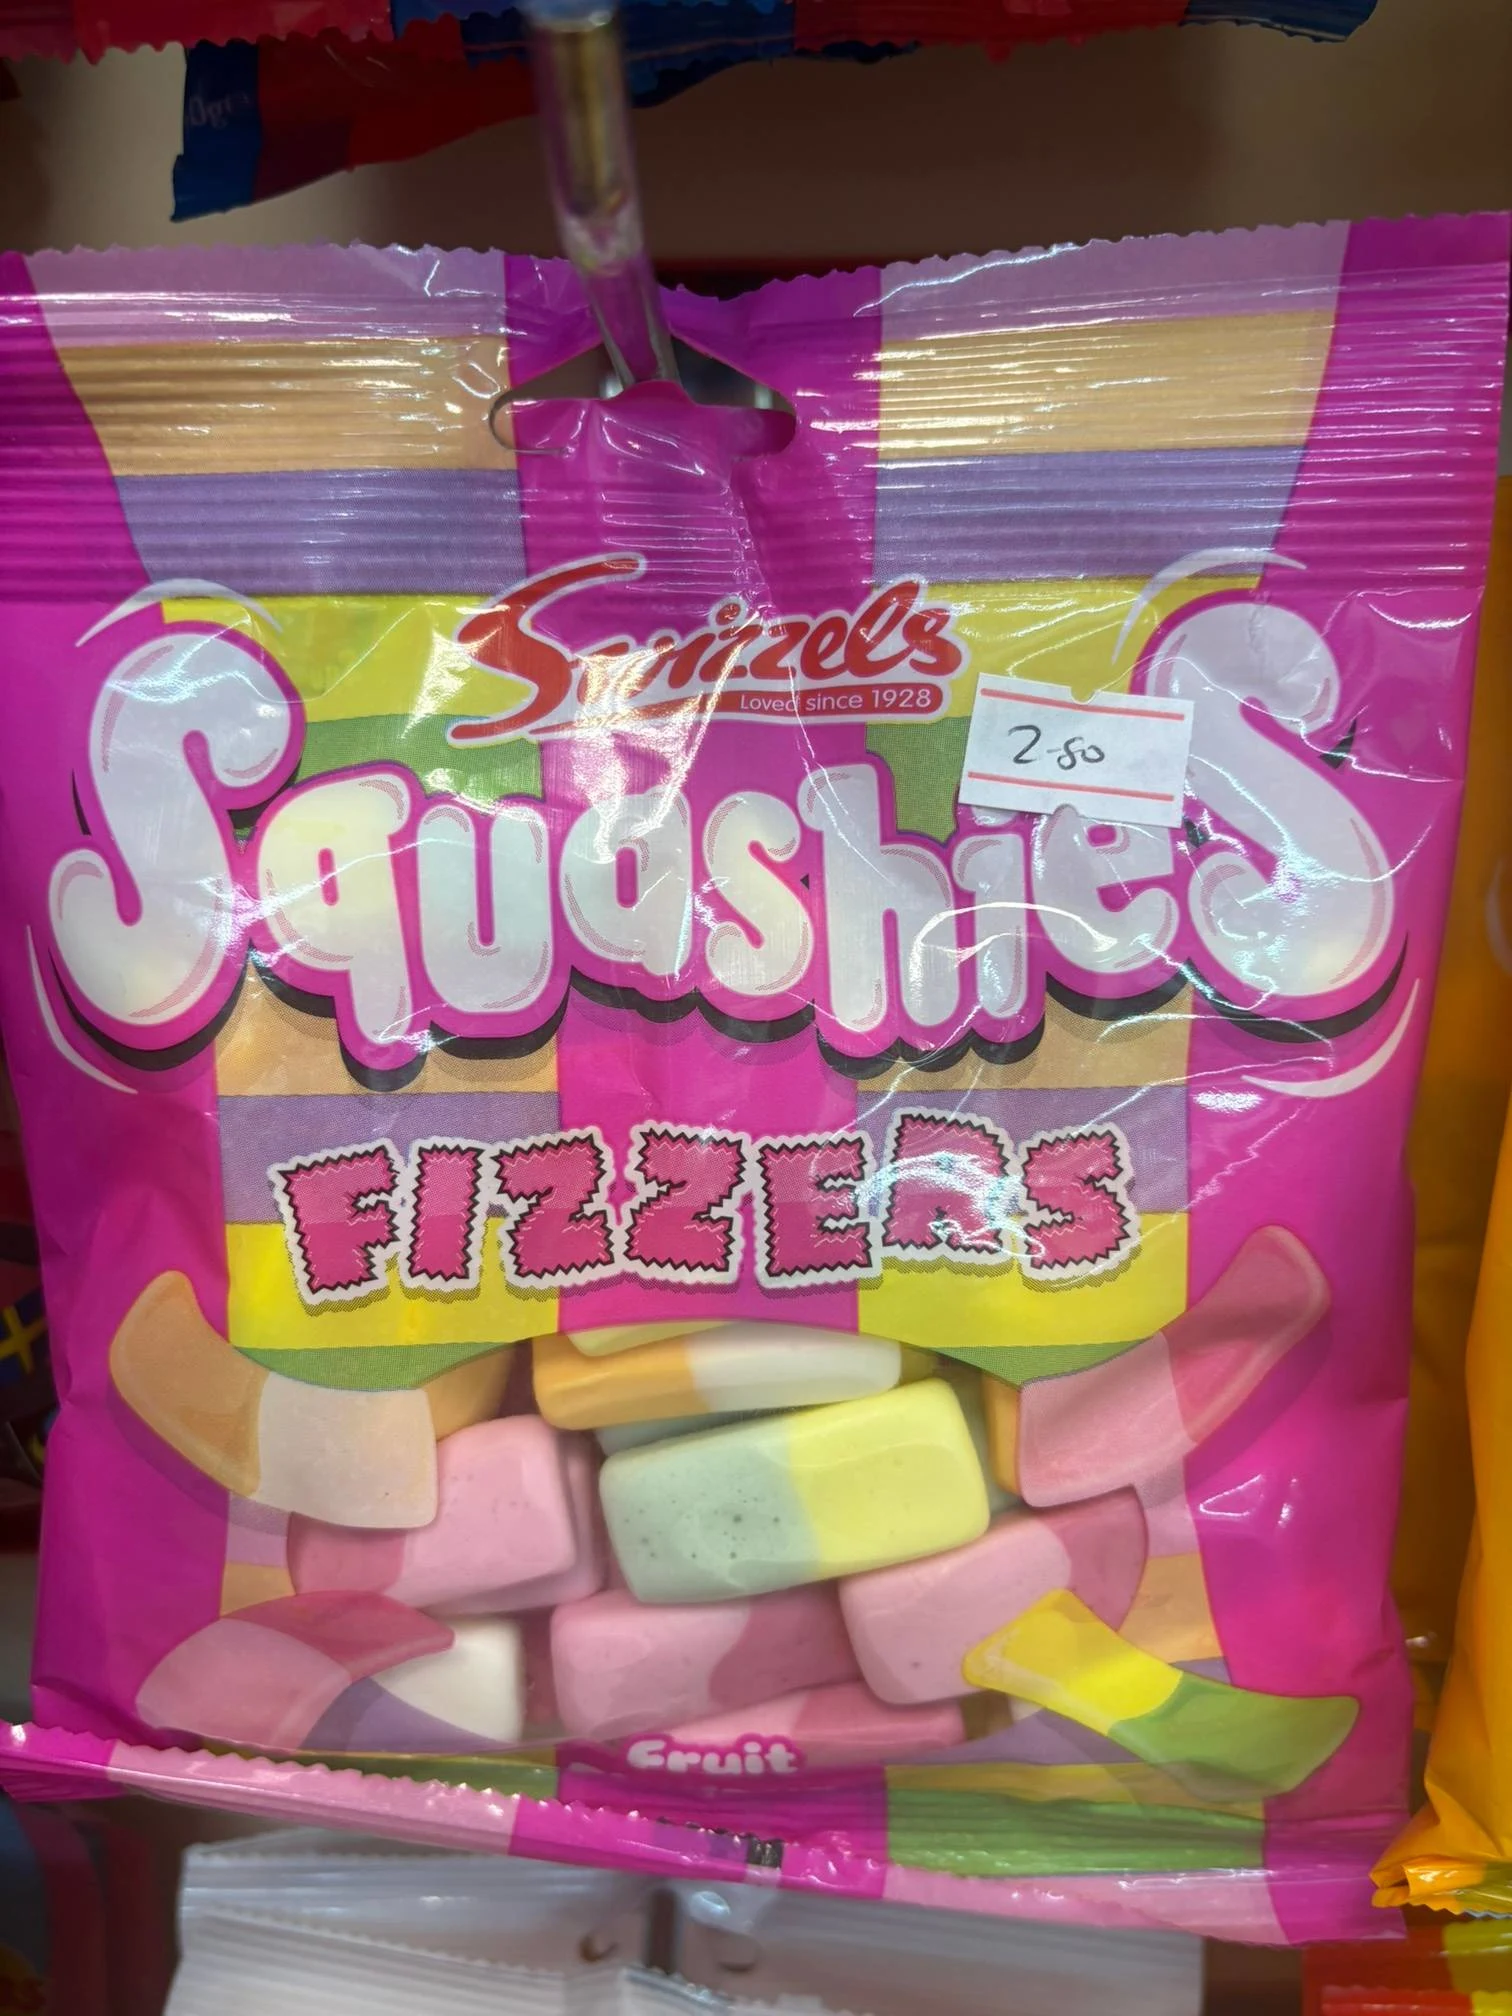 Swizzels
Loved since 1928
2-80
Squashies
FIZZERS
Fruit